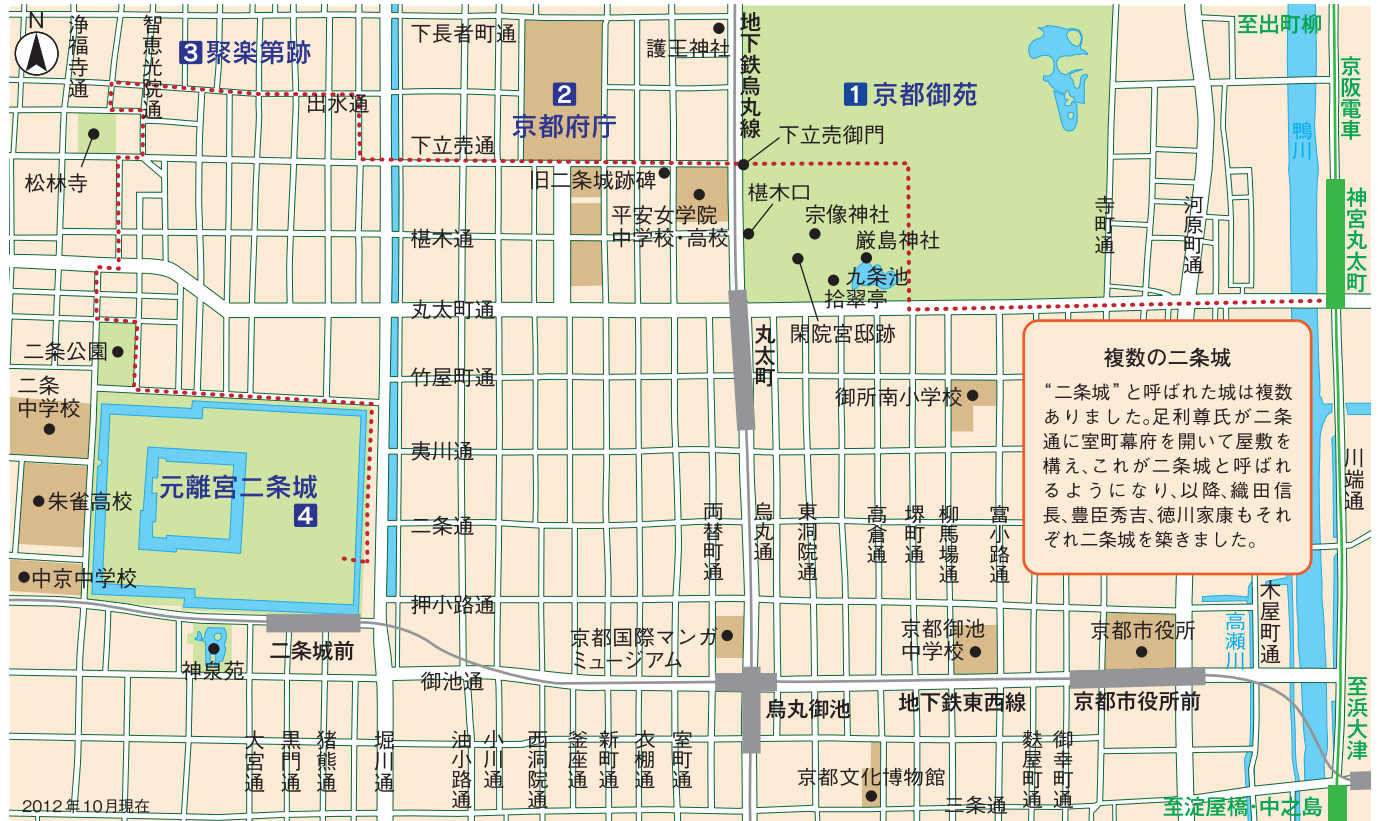 N
浄福寺通
智恵光院通
3 聚楽第跡
下長者町通
護王神社
地下鉄烏丸線
至出町柳
京阪電車
2
京都府庁
1 京都御苑
出水通
鴨川
下立売通
下立売御門
松林寺
旧二条城跡碑
椹木口
神宮丸太町
平安女学院
中学校・高校
宗像神社
寺町通
河原町通
椹木通
厳島神社
九条池
拾翠亭
丸太町通
閑院宮邸跡
丸太町
二条公園
複数の二条城
“二条城”と呼ばれた城は複数
ありました。足利尊氏が二条
通に室町幕府を開いて屋敷を
構え、これが二条城と呼ばれ
るようになり、以降、織田信
長、豊臣秀吉、徳川家康もそれ
ぞれ二条城を築きました。
竹屋町通
二条
中学校
御所南小学校
夷川通
川端通
元離宮二条城
4
朱雀高校
両替町通
烏丸通
東洞院通
高倉通
堺町通
柳馬場通
富小路通
二条通
中京中学校
押小路通
木屋町通
高瀬川
京都国際マンガ
ミュージアム
京都御池
中学校
京都市役所
二条城前
神泉苑
御池通
烏丸御池
地下鉄東西線
京都市役所前
至浜大津
大宮通
黒門通
猪熊通
堀川通
油小路通
小川通
西洞院通
釜座通
新町通
衣棚通
室町通
麩屋町通
御幸町通
京都文化博物館
三条通
至淀屋橋・中之島
2012年10月現在